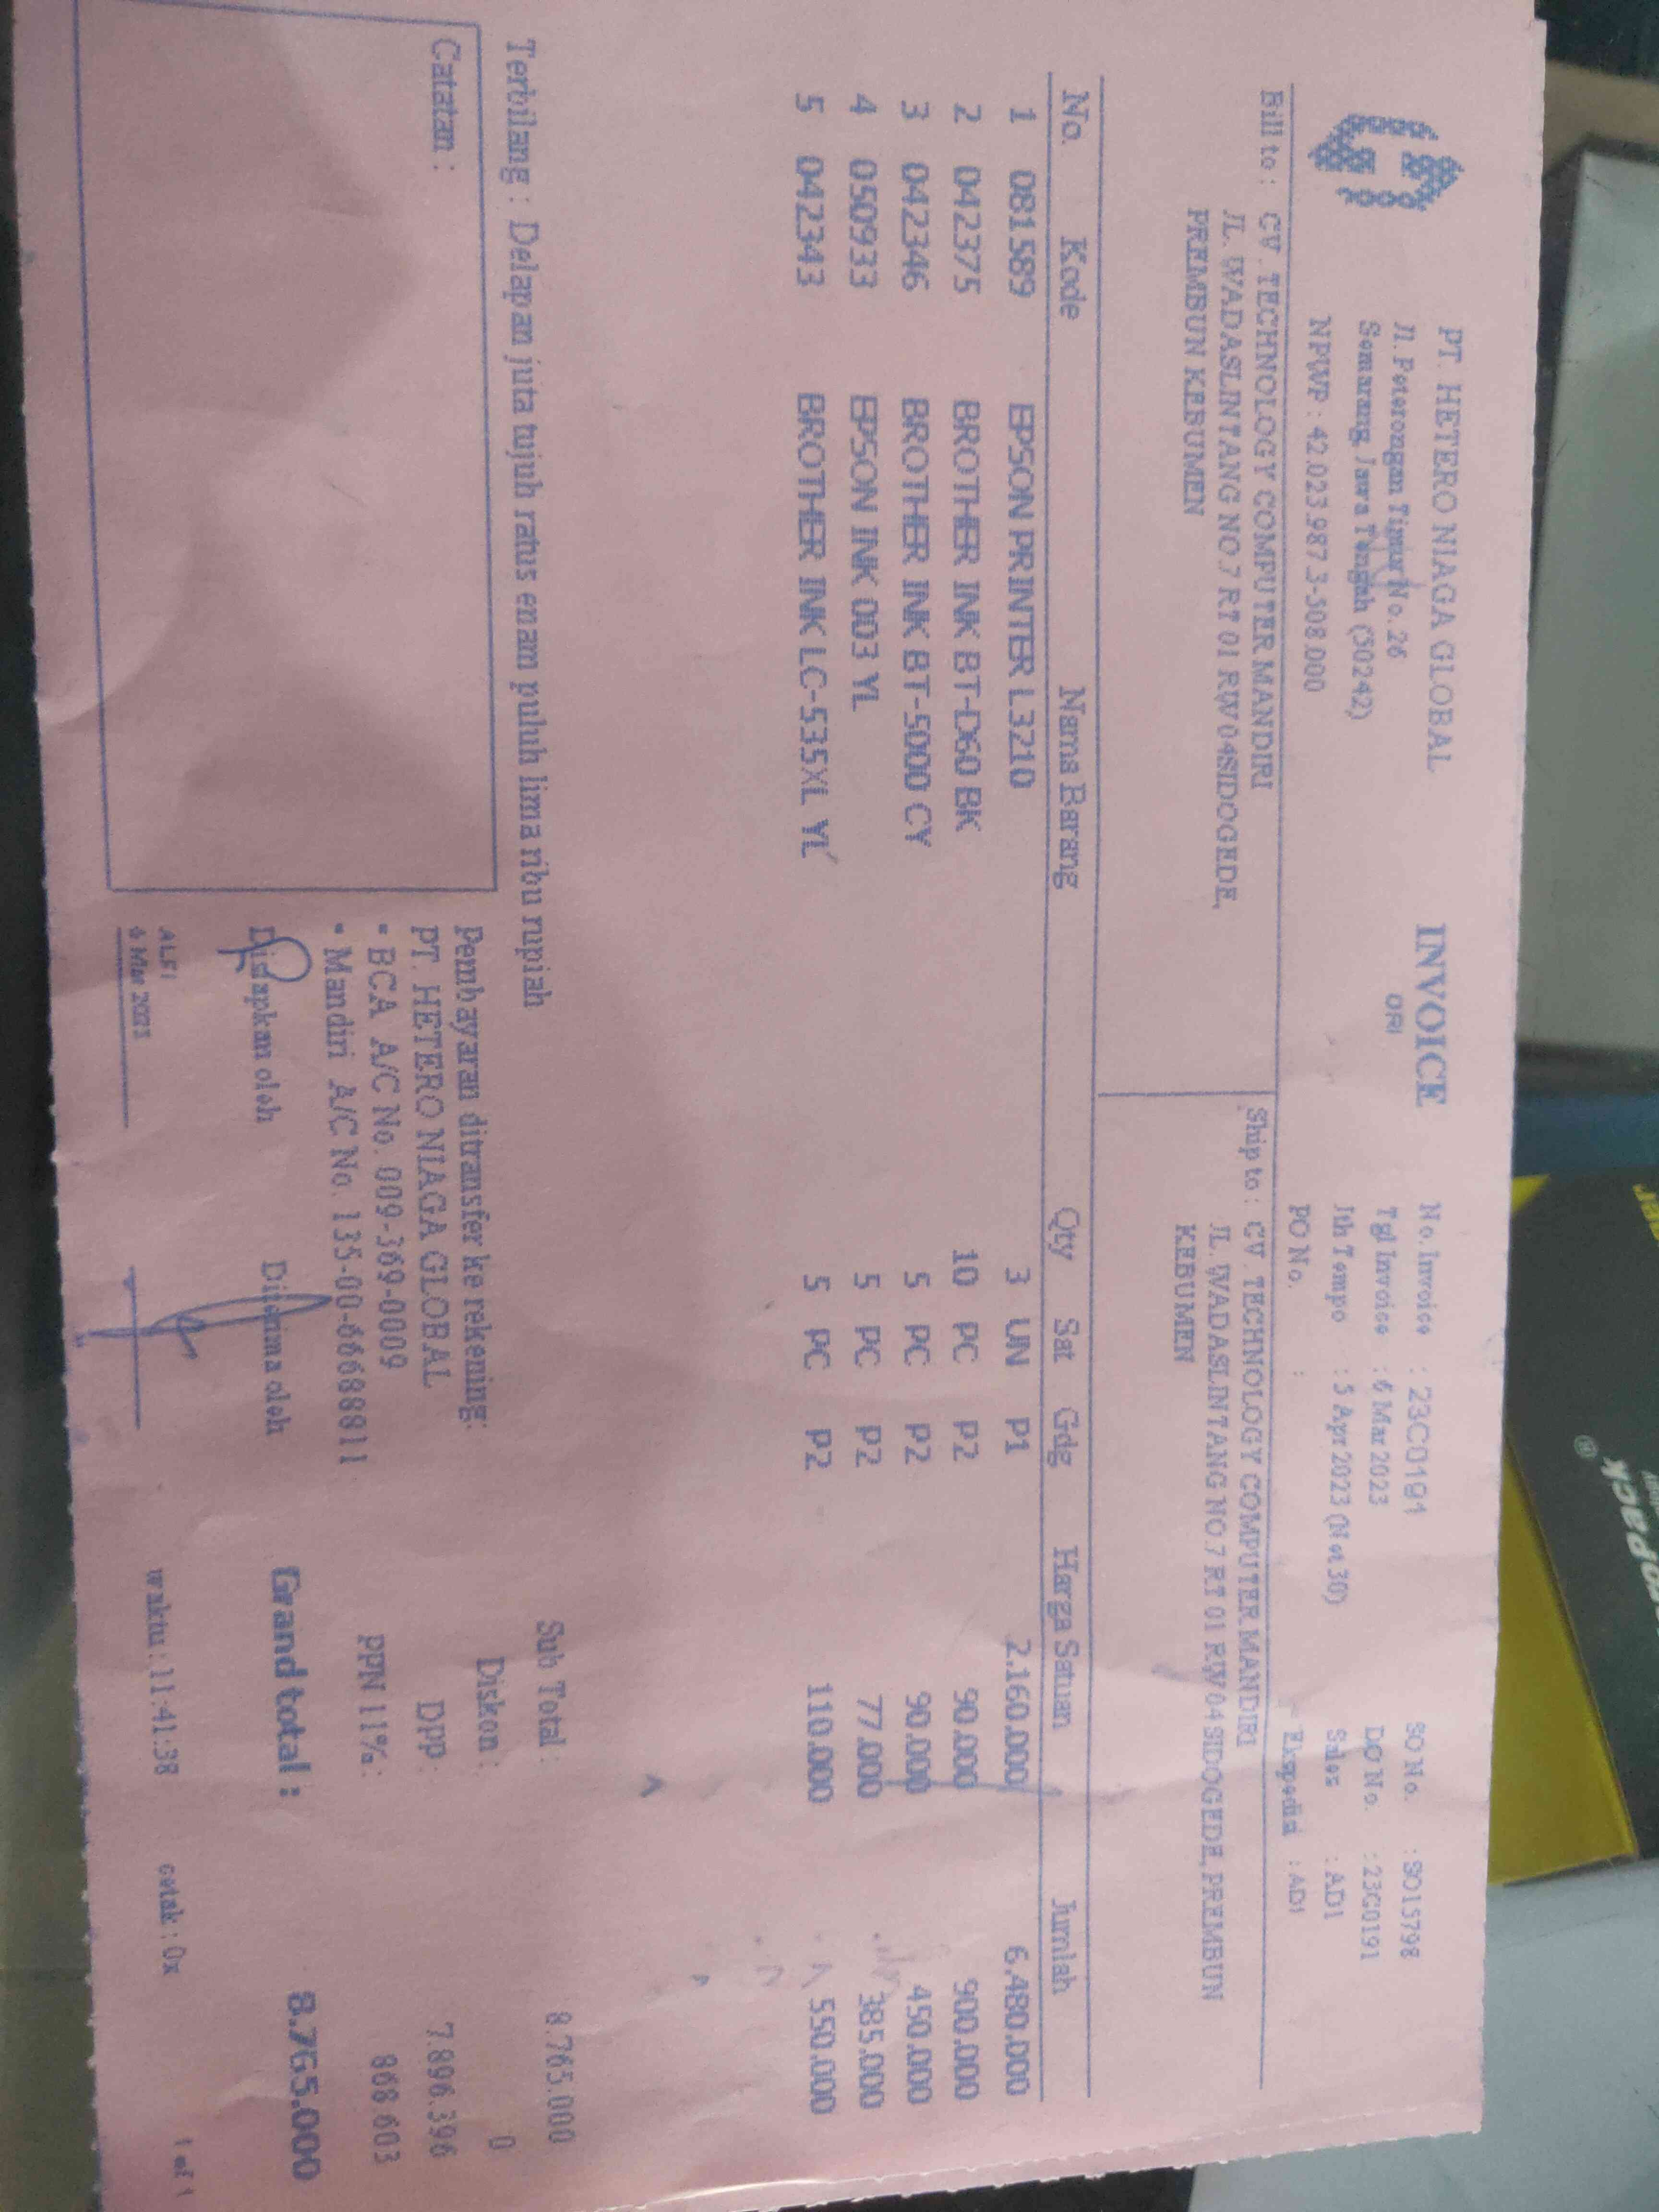 PT. HETERO NIAGA GLOBAL
Jl. Peterongan Timur No.26
Semarang Jawa Tengah (50242)
NPWP : 42.023.987.3-508.000
INVOICE
ORI
No.Invoice : 23C0191
Tgl Invoice : 6 Mar 2023
Jth Tempo : 5 Apr 2023 (Net 30)
PO No. :
SO No. : SO15798
DO No. : 23G0191
Sales : AD1
Ekspedisi : AD1
Bill to : CV. TECHNOLOGY COMPUTER MANDIRI
JL. WADASLINTANG NO.7 RT 01 RW 04SIDOGEDE,
PREMBUN KEBUMEN
Ship to : CV. TECHNOLOGY COMPUTER MANDIRI
JL. WADASLINTANG NO.7 RT 01 RW 04 SIDOGEDE, PREMBUN
KEBUMEN
No. Kode Nama Barang Qty Sat Gdg Harga Satuan Jumlah
1 081589 EPSON PRINTER L3210 3 UN P1 2.160.000 6.480.000
2 042375 BROTHER INK BT-D60 BK 10 PC P2 90.000 900.000
3 042346 BROTHER INK BT-5000 CY 5 PC P2 90.000 450.000
4 050933 EPSON INK 003 YL 5 PC P2 77.000 385.000
5 042343 BROTHER INK LC-535XL YL 5 PC P2 110.000 550.000
Terbilang : Delapan juta tujuh ratus enam puluh lima ribu rupiah
Catatan :
Pembayaran ditransfer ke rekening:
PT. HETERO NIAGA GLOBAL
• BCA A/C No. 009-369-0009
• Mandiri A/C No. 135-00-6668811
Disiapkan oleh
Diterima oleh
ALFI
6 Mar 2023
Sub Total : 8.765.000
Diskon : 0
DPP : 7.896.396
PPN 11% : 868.603
Grand total : 8.765.000
waktu : 11:41:38 cetak : 0x 1 of 1